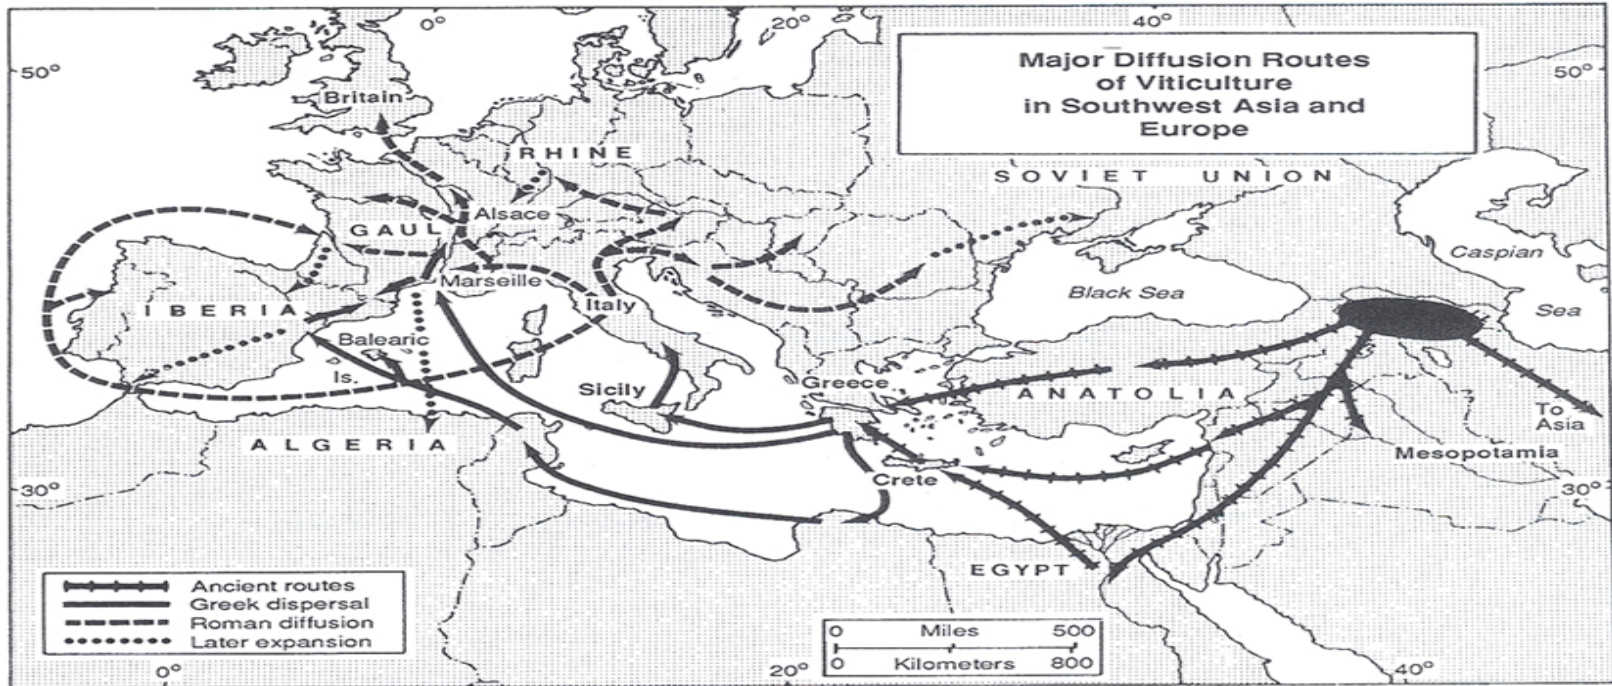 0°
20°
40°
50°
50°
Major Diffusion Routes
of Viticulture
in Southwest Asia and
Europe
Britain
RHINE
SOVIET UNION
Alsace
GAUL
Caspian
Sea
Marseille
Italy
Black Sea
IBERIA
Balearic
Is.
Sicily
Greece
ANATOLIA
To
Asia
ALGERIA
Mesopotamia
Crete
30°
30°
EGYPT
Ancient routes
Greek dispersal
Roman diffusion
Later expansion
0 Miles 500
0 Kilometers 800
0°
20°
40°